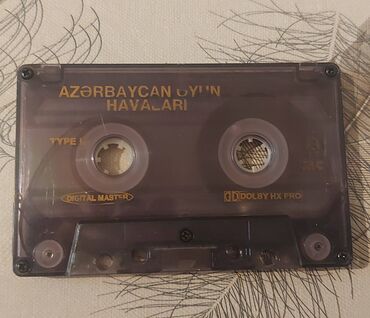 AZƏRBAYCAN OYUN
HAVALARI
TYPE I
DIGITAL MASTER
DOLBY HX PRO